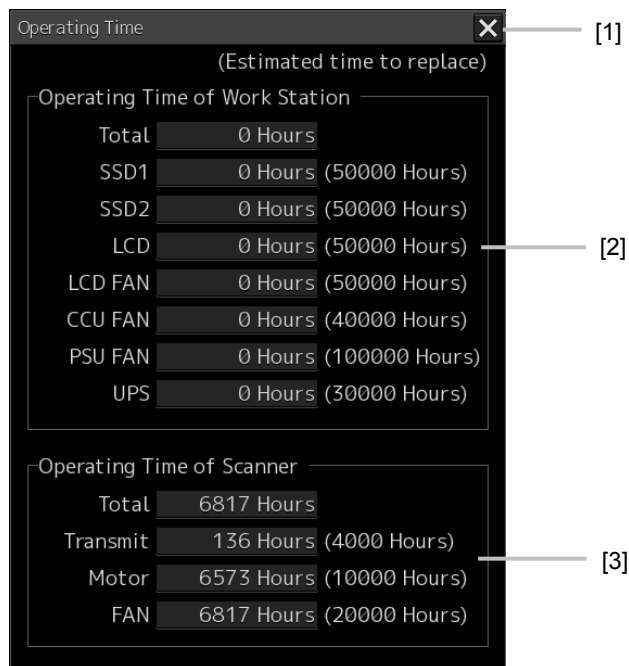 Operating Time [1]
(Estimated time to replace)
Operating Time of Work Station
Total 0 Hours
SSD1 0 Hours (50000 Hours)
SSD2 0 Hours (50000 Hours)
LCD 0 Hours (50000 Hours) [2]
LCD FAN 0 Hours (50000 Hours)
CCU FAN 0 Hours (40000 Hours)
PSU FAN 0 Hours (100000 Hours)
UPS 0 Hours (30000 Hours)
Operating Time of Scanner
Total 6817 Hours
Transmit 136 Hours (4000 Hours)
[3]
Motor 6573 Hours (10000 Hours)
FAN 6817 Hours (20000 Hours)